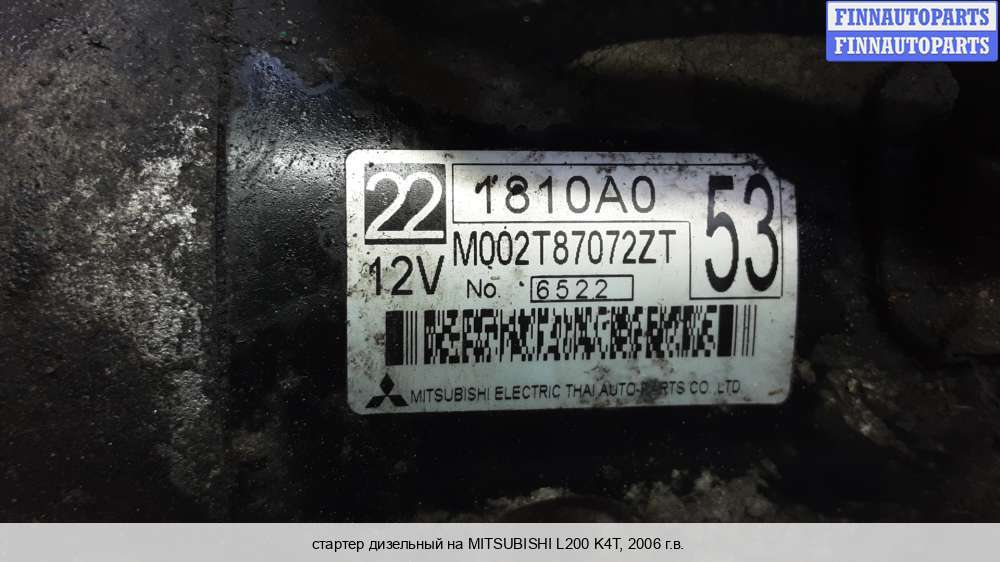 FINNAUTOPARTS
FINNAUTOPARTS
22 1810A0 53
M002T87072ZT
12V
No. 6522
MITSUBISHI ELECTRIC THAI AUTO-PARTS CO.,LTD
стартер дизельный на MITSUBISHI L200 K4T, 2006 г.в.